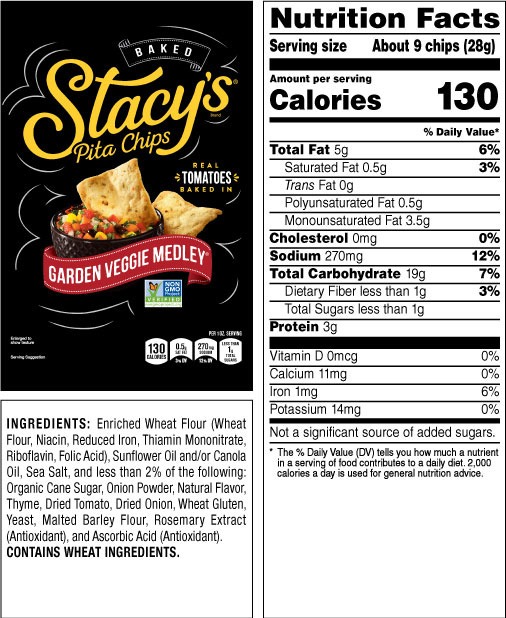 BAKED
Stacy's®
Brand
Pita Chips
REAL
TOMATOES
BAKED IN
GARDEN VEGGIE MEDLEY®
NON
GMO
Project
VERIFIED
Enlarged to
show texture
Serving Suggestion
PER 1 OZ. SERVING
130
CALORIES
0.5g
SAT FAT
3% DV
270mg
SODIUM
12% DV
LESS THAN
1g
TOTAL
SUGARS
INGREDIENTS: Enriched Wheat Flour (Wheat
Flour, Niacin, Reduced Iron, Thiamin Mononitrate,
Riboflavin, Folic Acid), Sunflower Oil and/or Canola
Oil, Sea Salt, and less than 2% of the following:
Organic Cane Sugar, Onion Powder, Natural Flavor,
Thyme, Dried Tomato, Dried Onion, Wheat Gluten,
Yeast, Malted Barley Flour, Rosemary Extract
(Antioxidant), and Ascorbic Acid (Antioxidant).
CONTAINS WHEAT INGREDIENTS.
Nutrition Facts
Serving size About 9 chips (28g)
Amount per serving
Calories 130
% Daily Value*
Total Fat 5g 6%
Saturated Fat 0.5g 3%
Trans Fat 0g
Polyunsaturated Fat 0.5g
Monounsaturated Fat 3.5g
Cholesterol 0mg 0%
Sodium 270mg 12%
Total Carbohydrate 19g 7%
Dietary Fiber less than 1g 3%
Total Sugars less than 1g
Protein 3g
Vitamin D 0mcg 0%
Calcium 11mg 0%
Iron 1mg 6%
Potassium 14mg 0%
Not a significant source of added sugars.
* The % Daily Value (DV) tells you how much a nutrient
in a serving of food contributes to a daily diet. 2,000
calories a day is used for general nutrition advice.